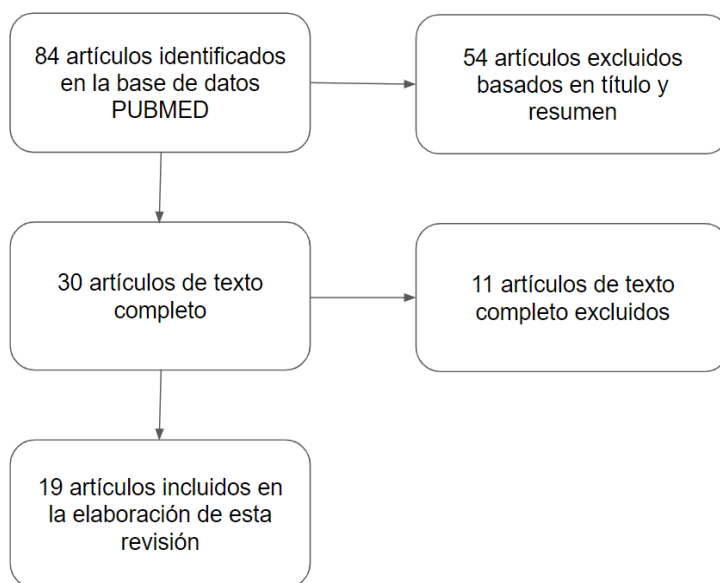 84 artículos identificados
en la base de datos
PUBMED
54 artículos excluidos
basados en título y
resumen
30 artículos de texto
completo
11 artículos de texto
completo excluidos
19 artículos incluidos en
la elaboración de esta
revisión